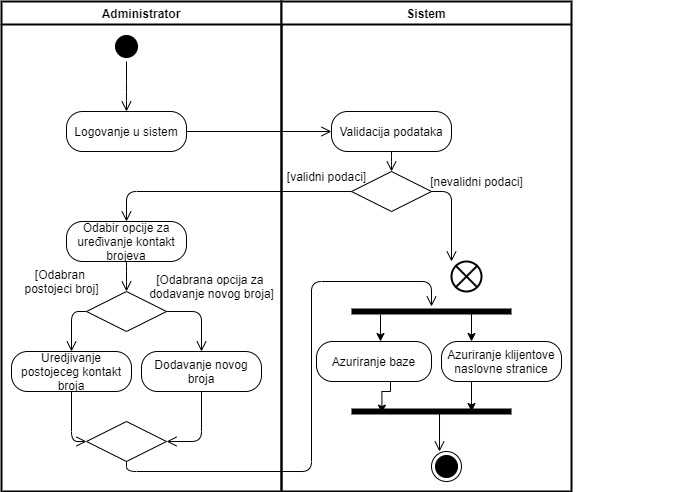 Administrator
Sistem
Logovanje u sistem
Validacija podataka
[validni podaci]
[nevalidni podaci]
Odabir opcije za
uređivanje kontakt
brojeva
[Odabran
postojeci broj]
[Odabrana opcija za
dodavanje novog broja]
Uredjivanje
postojeceg kontakt
broja
Dodavanje novog
broja
Azuriranje baze
Azuriranje klijentove
naslovne stranice